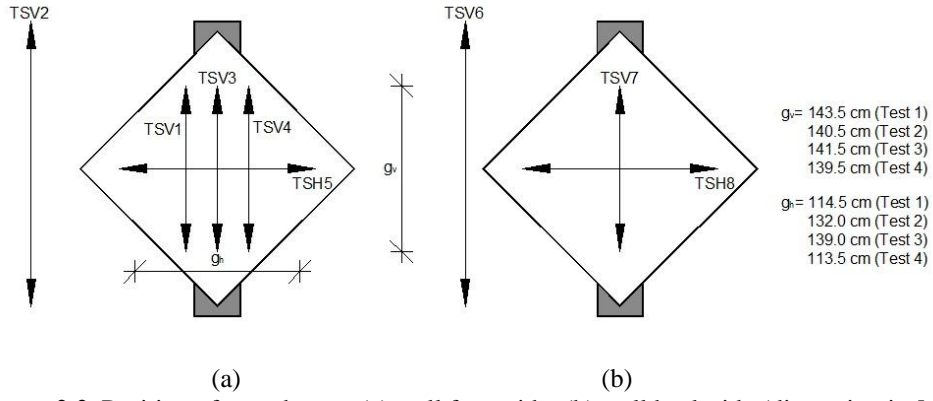 TSV2
TSV3
TSV1
TSV4
TSH5
gv
gh
(a)
TSV6
TSV7
TSH8
(b)
gv= 143.5 cm (Test 1)
140.5 cm (Test 2)
141.5 cm (Test 3)
139.5 cm (Test 4)
gh= 114.5 cm (Test 1)
132.0 cm (Test 2)
139.0 cm (Test 3)
113.5 cm (Test 4)